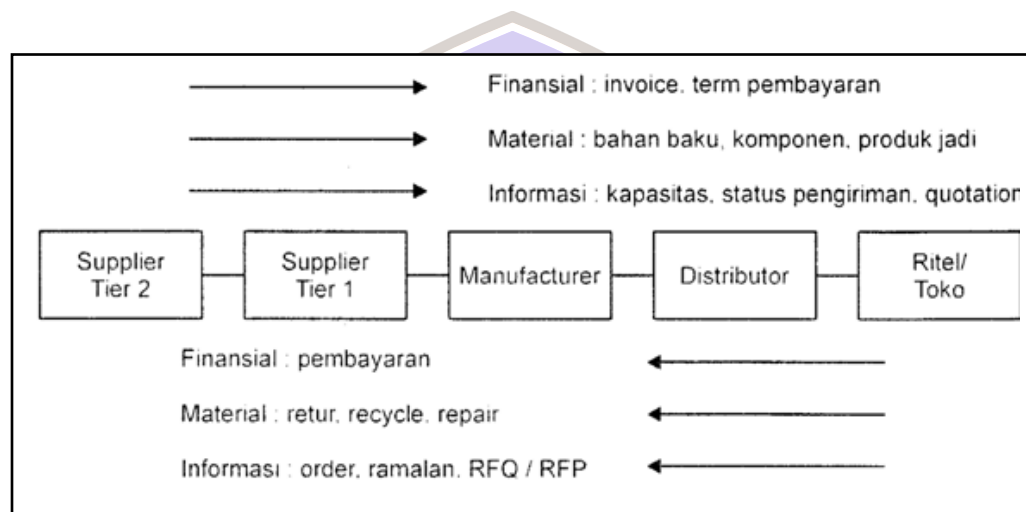 Finansial : invoice, term pembayaran
Material : bahan baku, komponen, produk jadi
Informasi : kapasitas, status pengiriman, quotation
Supplier
Tier 2
Supplier
Tier 1
Manufacturer
Distributor
Ritel/
Toko
Finansial : pembayaran
Material : retur, recycle, repair
Informasi : order, ramalan, RFQ / RFP